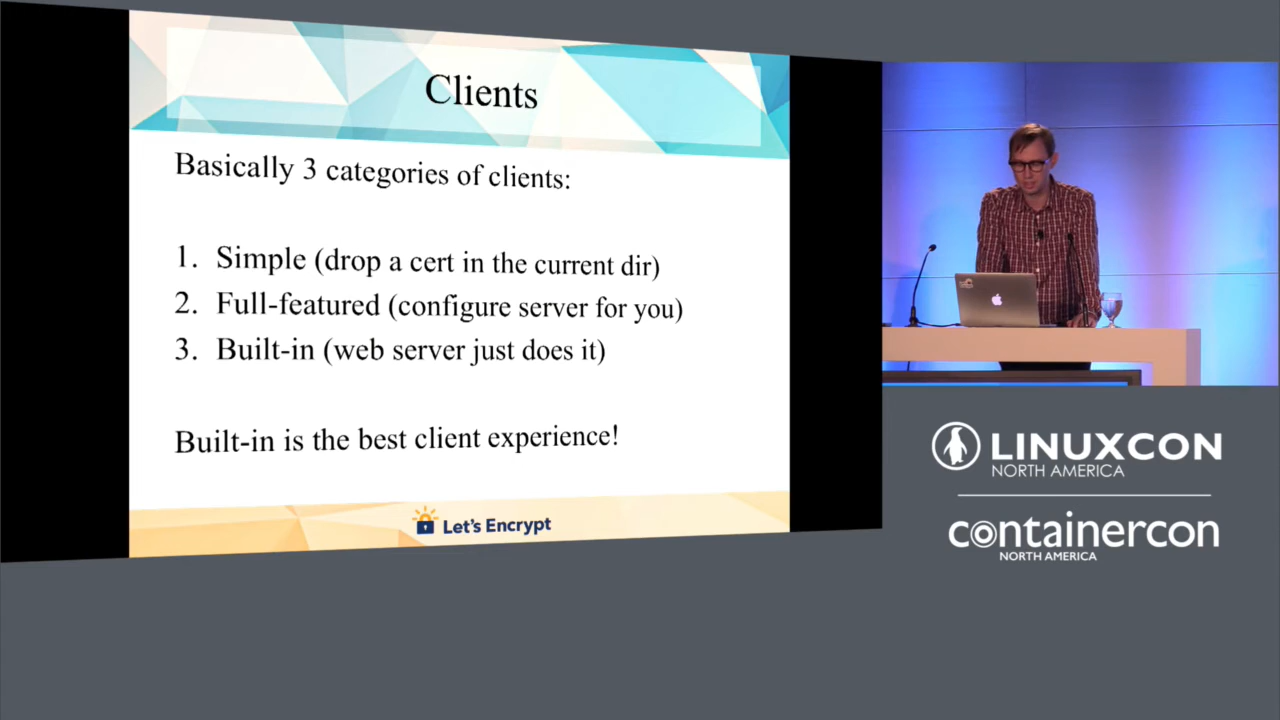 Clients
Basically 3 categories of clients:
1. Simple (drop a cert in the current dir)
2. Full-featured (configure server for you)
3. Built-in (web server just does it)
Built-in is the best client experience!
Let's Encrypt
LINUXCON
NORTH AMERICA
containercon
NORTH AMERICA